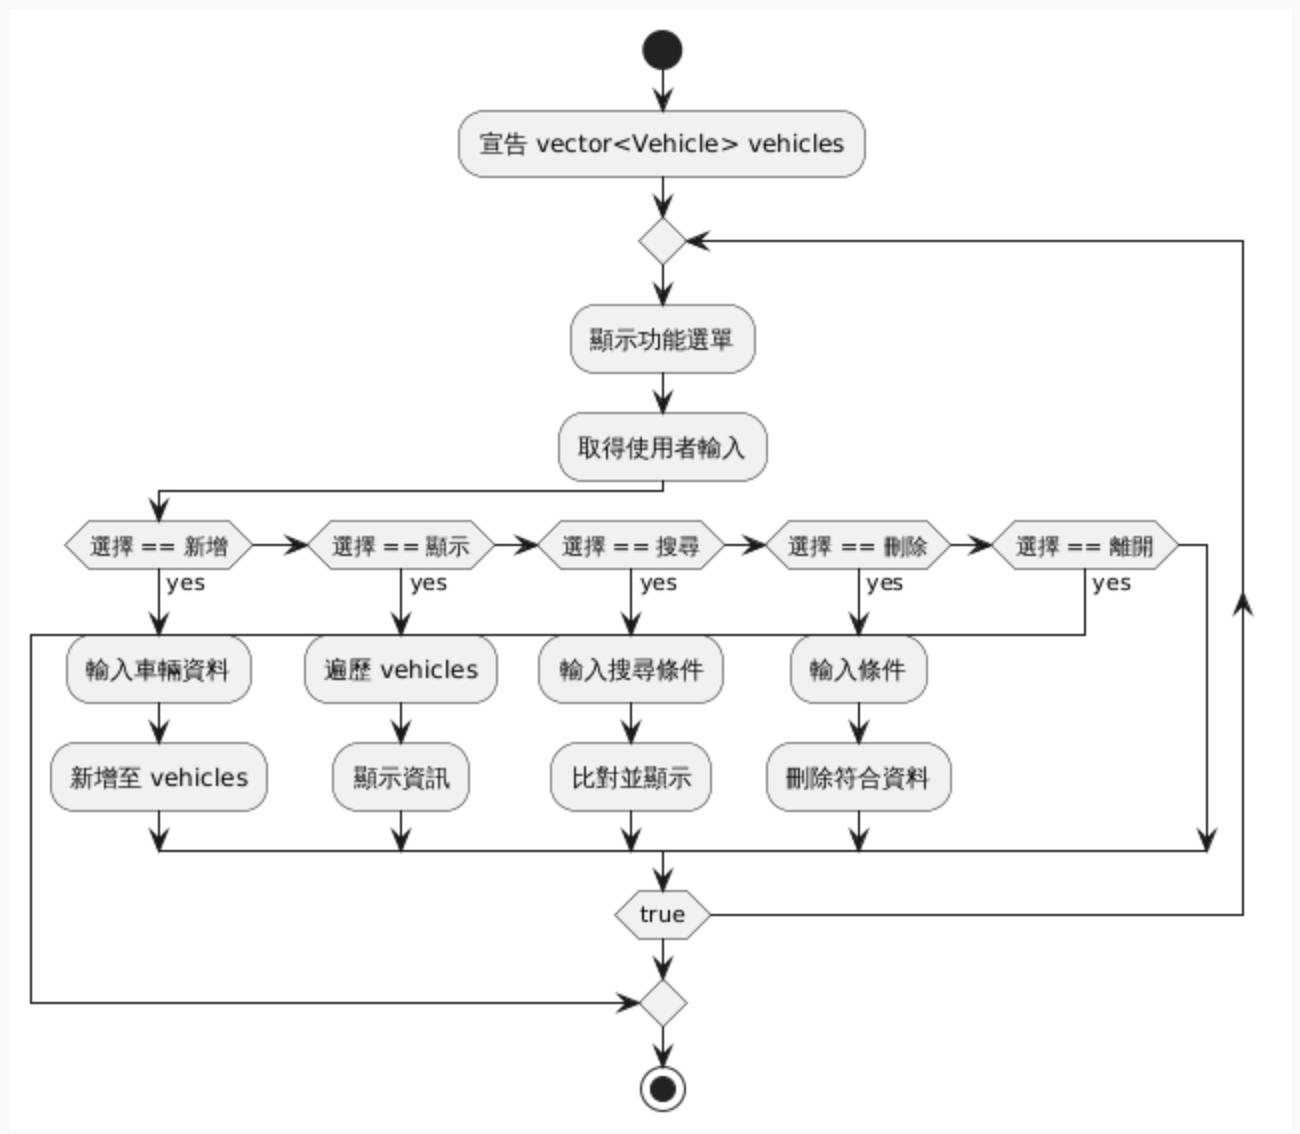 宣告 vector<Vehicle> vehicles
顯示功能選單
取得使用者輸入
選擇 == 新增
選擇 == 顯示
選擇 == 搜尋
選擇 == 刪除
選擇 == 離開
yes
yes
yes
yes
yes
輸入車輛資料
遍歷 vehicles
輸入搜尋條件
輸入條件
新增至 vehicles
顯示資訊
比對並顯示
刪除符合資料
true